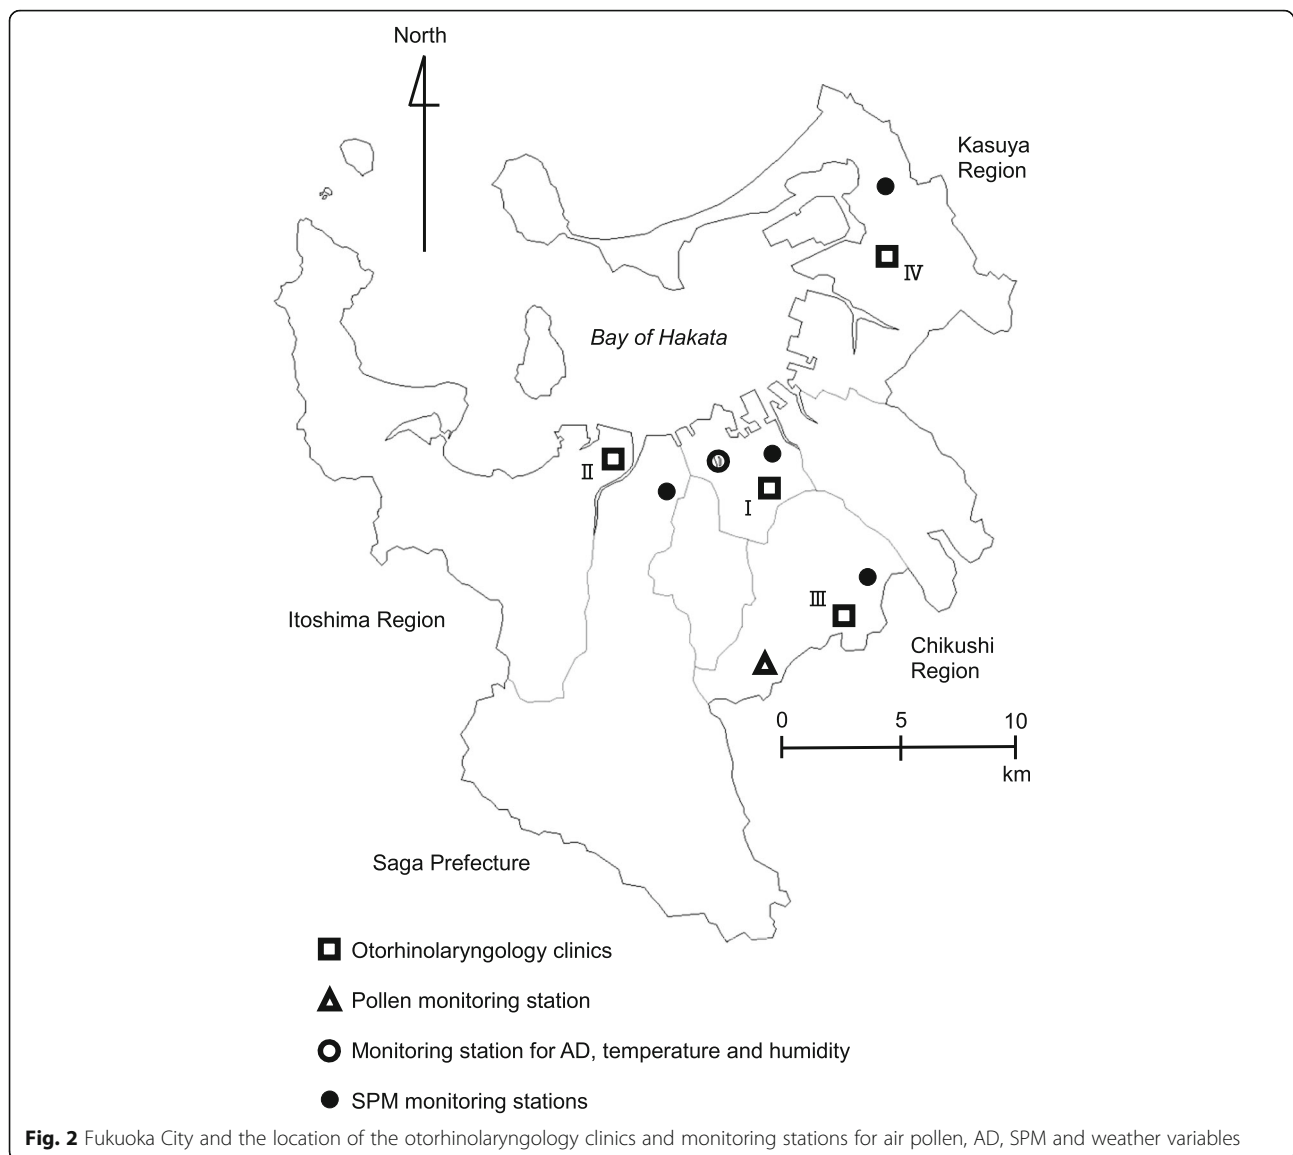 North
Kasuya
Region
Ⅳ
Bay of Hakata
Ⅱ
Ⅰ
Ⅲ
Itoshima Region
Chikushi
Region
0 5 10
km
Saga Prefecture
Otorhinolaryngology clinics
Pollen monitoring station
Monitoring station for AD, temperature and humidity
SPM monitoring stations
Fig. 2 Fukuoka City and the location of the otorhinolaryngology clinics and monitoring stations for air pollen, AD, SPM and weather variables